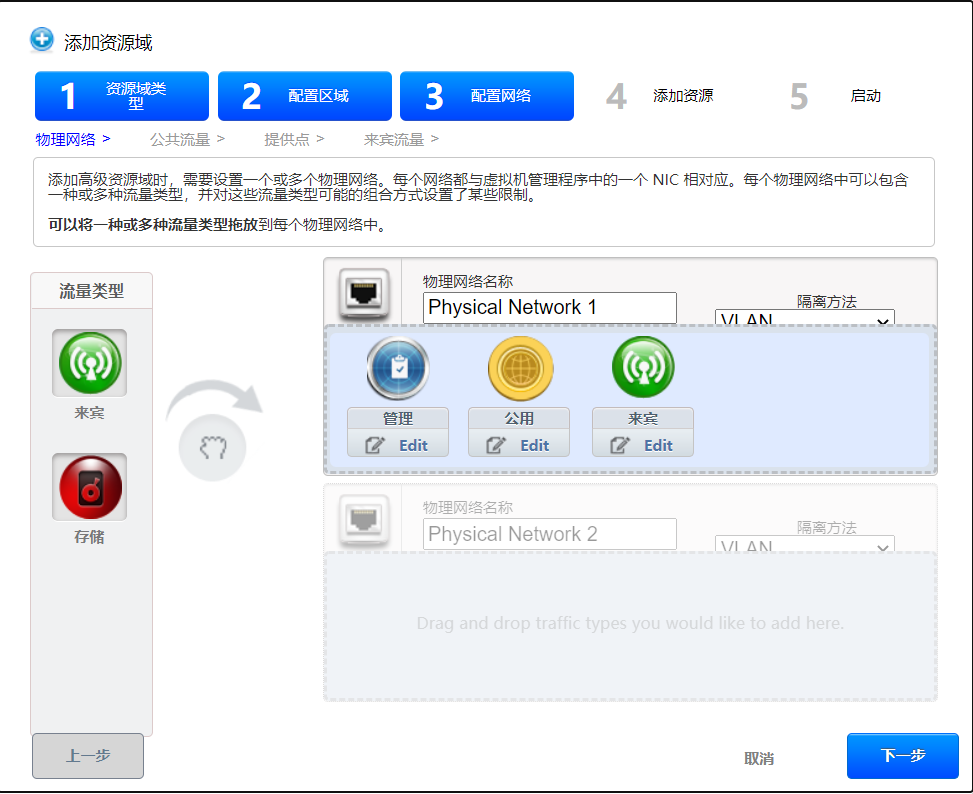 添加资源域
1 资源域类
型
2 配置区域
3 配置网络
4 添加资源
5 启动
物理网络 > 公共流量 > 提供点 > 来宾流量 >
添加高级资源域时，需要设置一个或多个物理网络。每个网络都与虚拟机管理程序中的一个 NIC 相对应。每个物理网络中可以包含
一种或多种流量类型，并对这些流量类型可能的组合方式设置了某些限制。
可以将一种或多种流量类型拖放到每个物理网络中。
流量类型
来宾
存储
物理网络名称
Physical Network 1
隔离方法
VLAN
管理
Edit
公用
Edit
来宾
Edit
物理网络名称
Physical Network 2
隔离方法
VLAN
Drag and drop traffic types you would like to add here.
上一步
取消
下一步